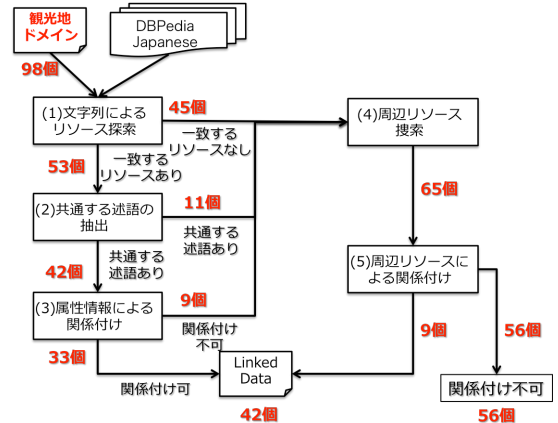 観光地
ドメイン
DBPedia
Japanese
98個
(1)文字列による
リソース探索
45個
一致する
リソースなし
(4)周辺リソース
捜索
53個
一致する
リソースあり
(2)共通する述語の
抽出
11個
共通する
述語あり
65個
42個
共通する
述語あり
(5)周辺リソースに
よる関係付け
(3)属性情報による
関係付け
9個
関係付け
不可
9個
56個
33個
関係付け可
Linked
Data
42個
関係付け不可
56個